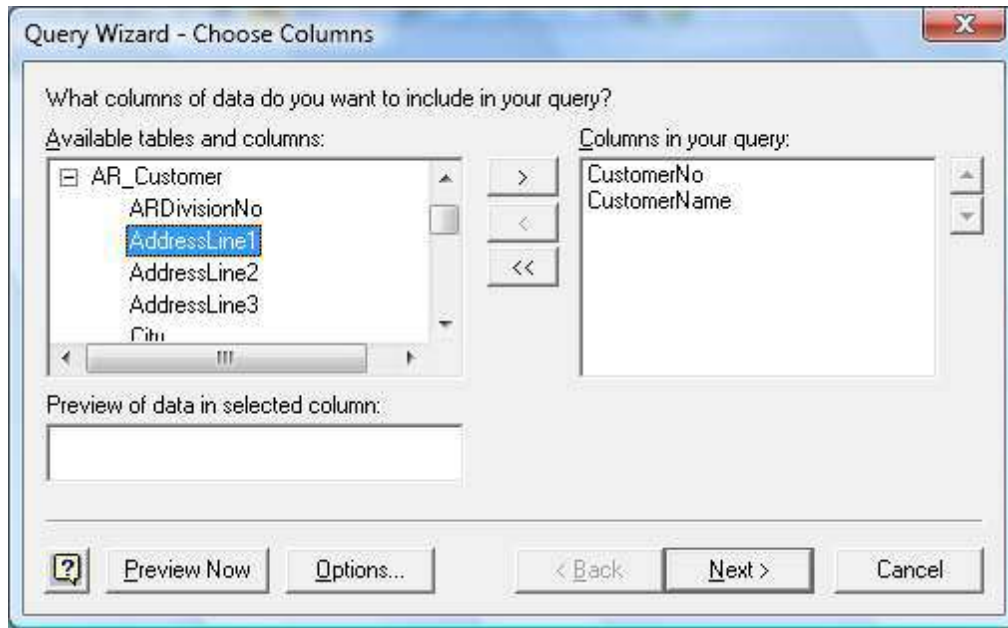 Query Wizard - Choose Columns
What columns of data do you want to include in your query?
Available tables and columns:
AR_Customer
ARDivisionNo
AddressLine1
AddressLine2
AddressLine3
City
>
<
<<
Columns in your query:
CustomerNo
CustomerName
Preview of data in selected column:
Preview Now
Options...
< Back
Next >
Cancel